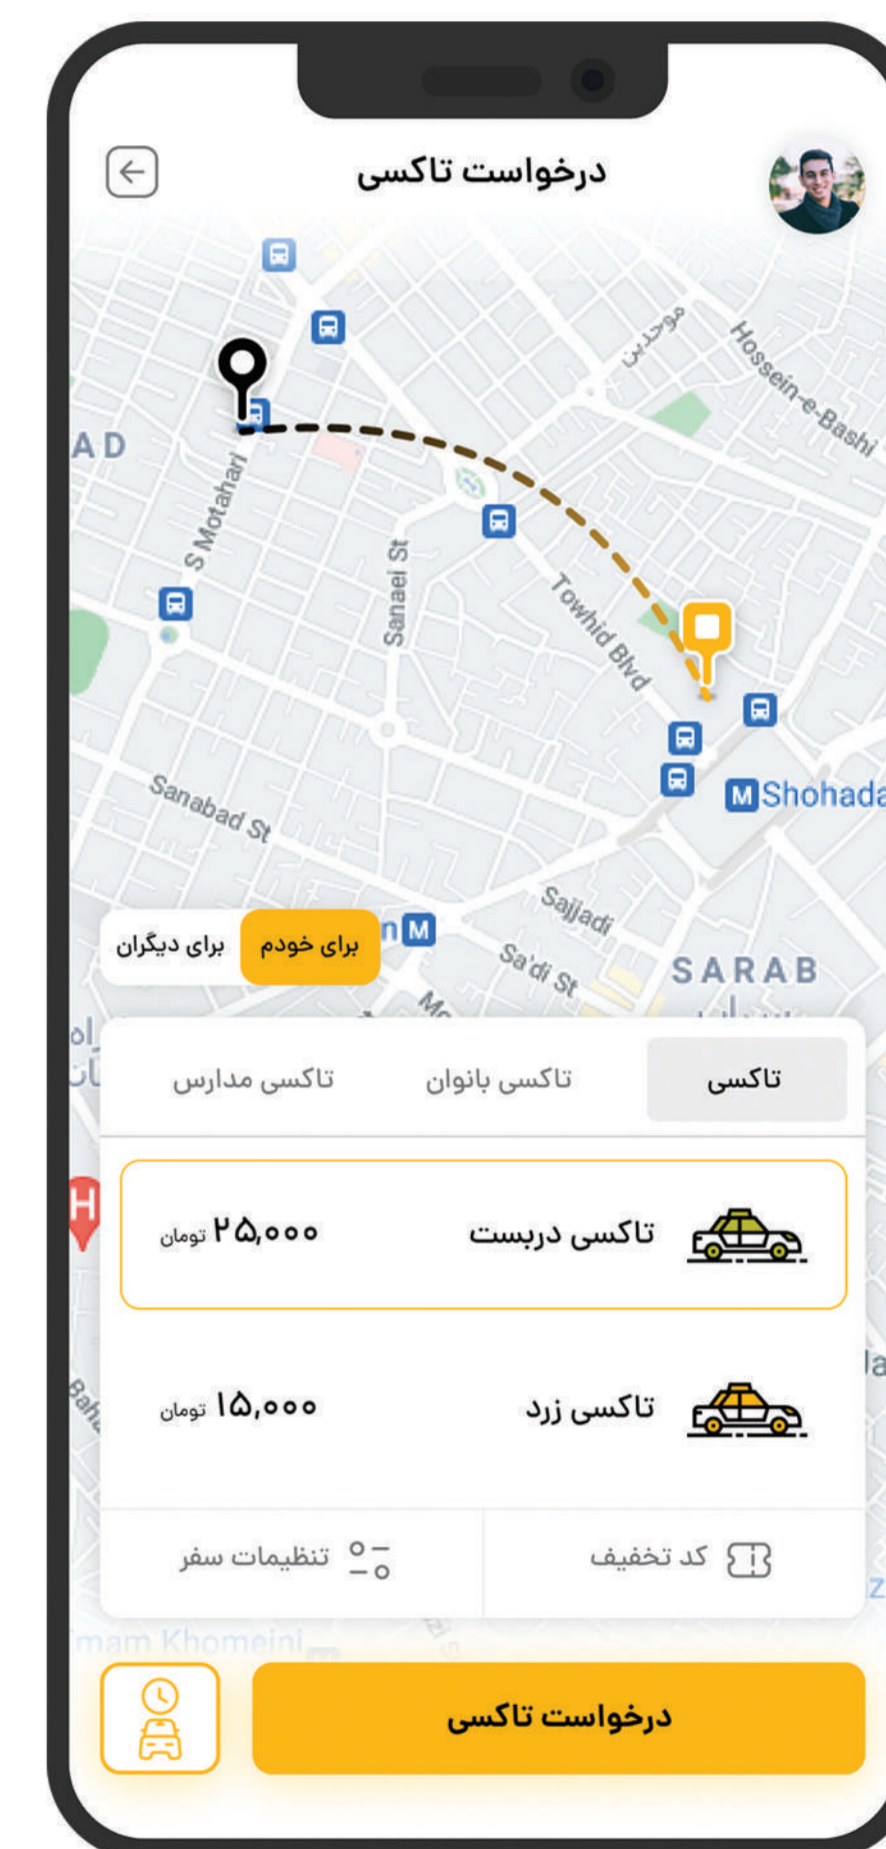 درخواست تاکسی
موحدین
Hossein-e-Bashi
AD
S Motahari
Sanaei St
Towhid Blvd
M Shohada
Sanabad St
Sajjadi
M
Sa'di St
SARAB
برای خودم
برای دیگران
تاکسی
تاکسی بانوان
تاکسی مدارس
H
تاکسی دربست
۲۵,۰۰۰ تومان
تاکسی زرد
۱۵,۰۰۰ تومان
کد تخفیف
تنظیمات سفر
mam Khomeini
درخواست تاکسی